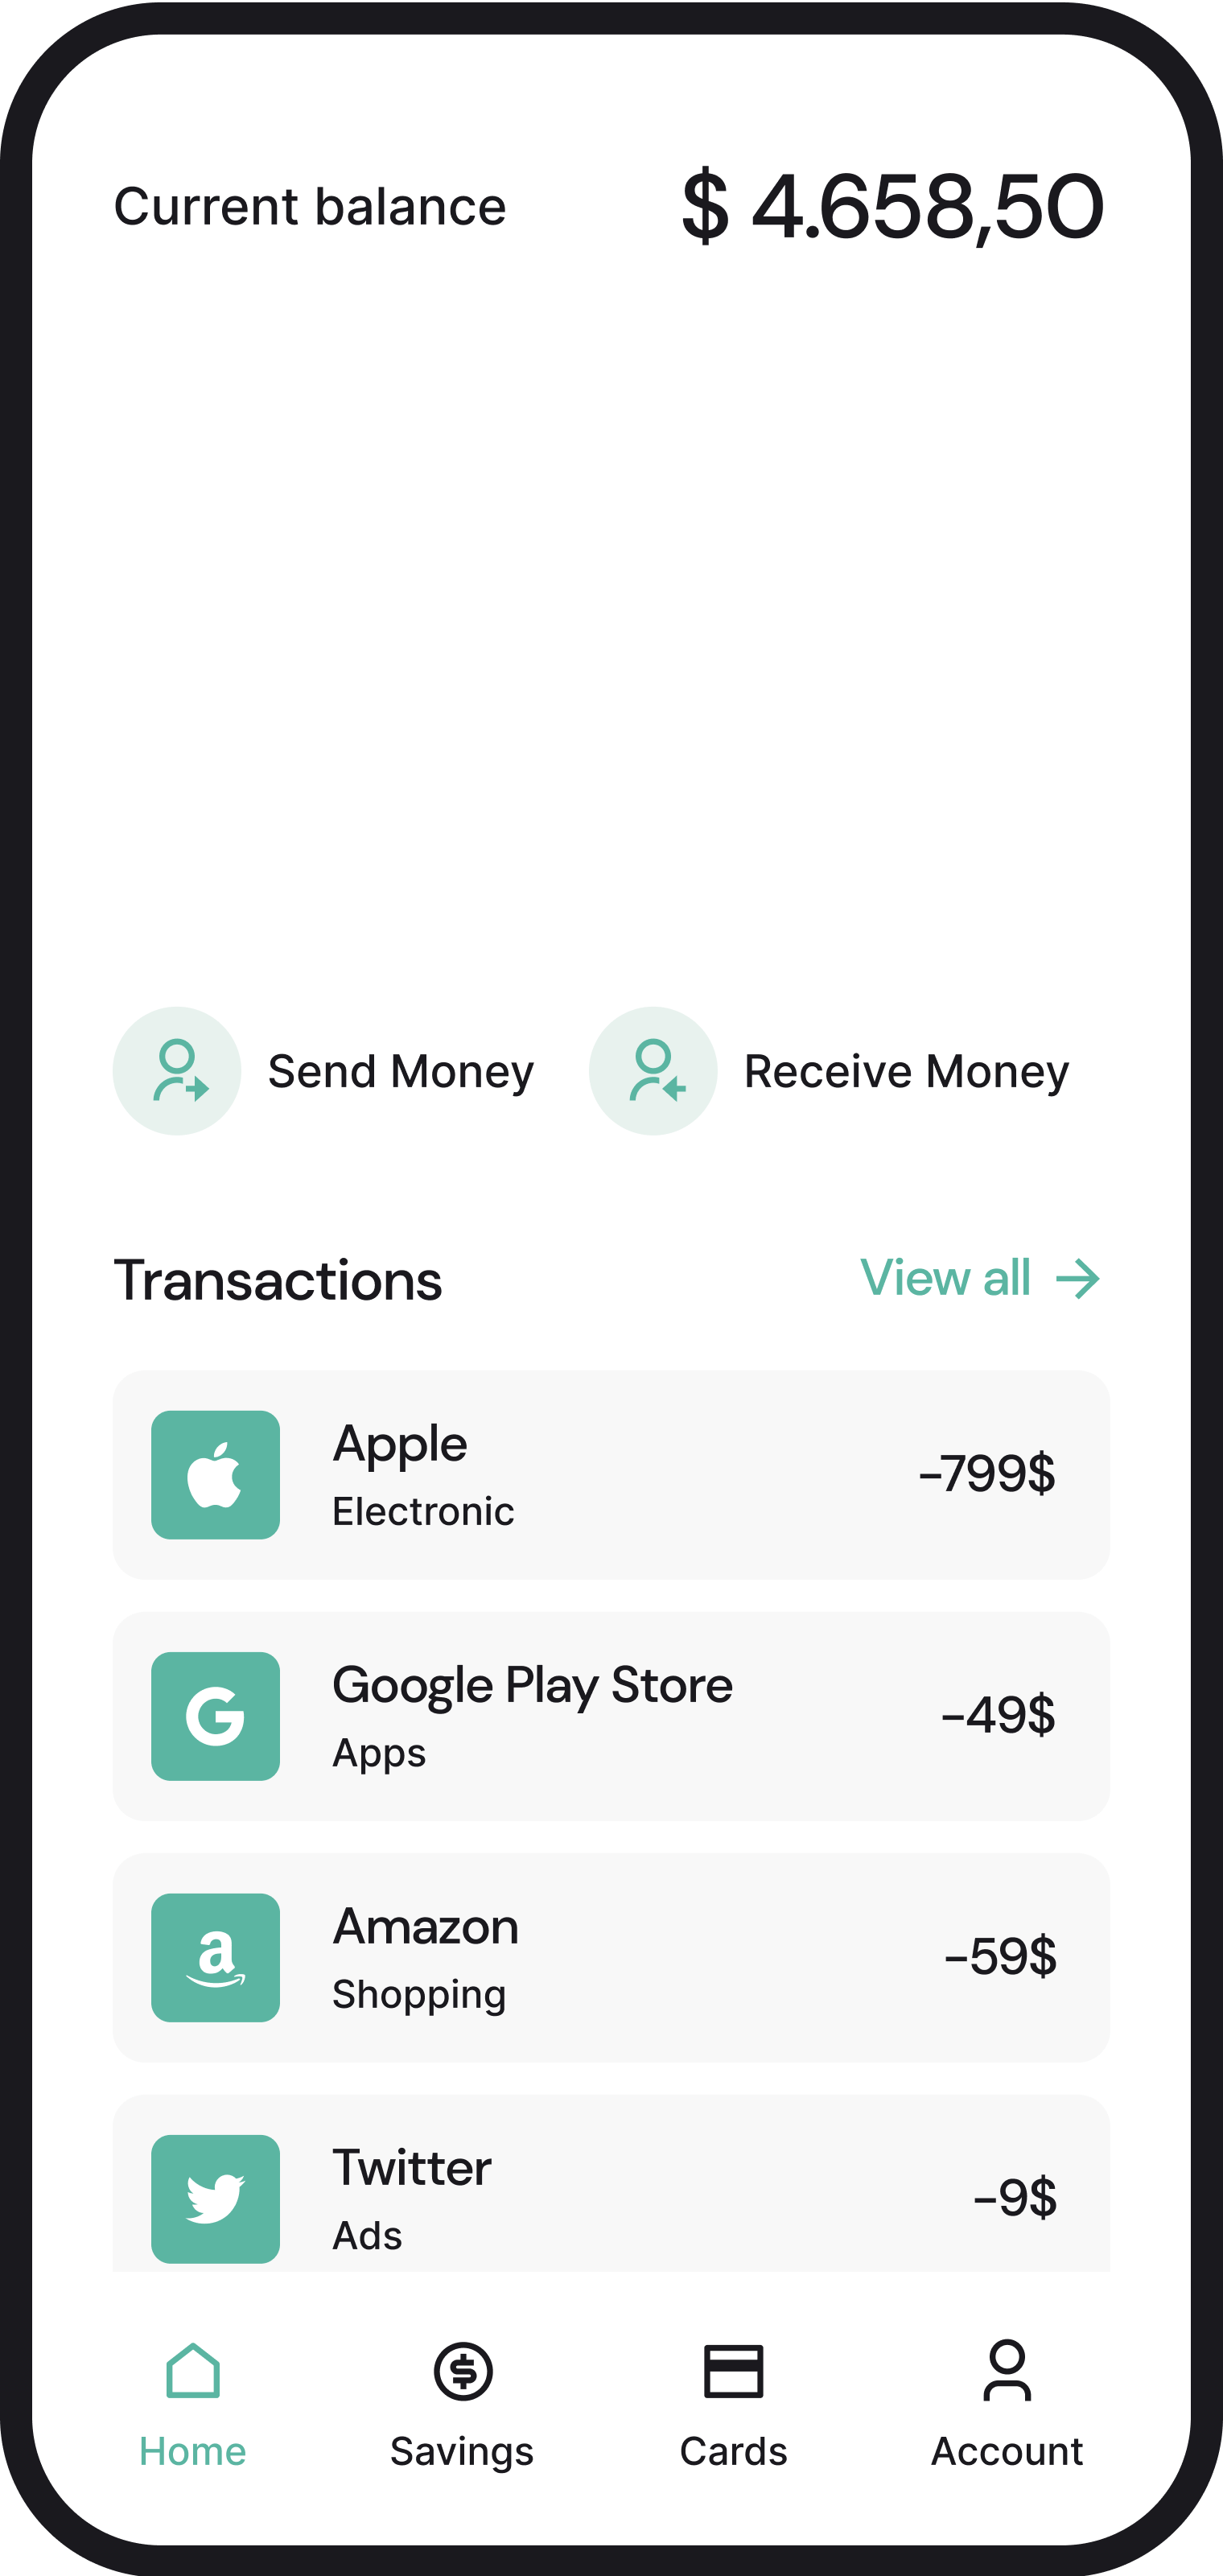 Current balance
$ 4.658,50
Send Money
Receive Money
Transactions
View all
Apple
Electronic
-799$
Google Play Store
Apps
-49$
Amazon
Shopping
-59$
Twitter
Ads
-9$
Home
Savings
Cards
Account